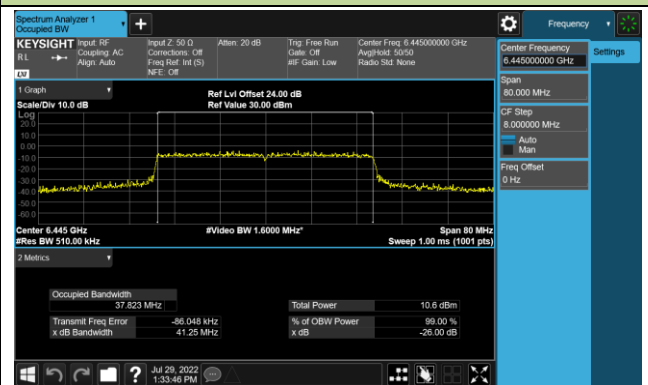 Spectrum Analyzer 1
Occupied BW
Frequency
KEYSIGHT
RL
Input: RF
Coupling: AC
Align: Auto
Input Z: 50 Ω
Corrections: Off
Freq Ref: Int (S)
NFE: Off
Atten: 20 dB
Trig: Free Run
Gate: Off
#IF Gain: Low
Center Freq: 6.445000000 GHz
Avg|Hold: 50/50
Radio Std: None
LXI
1 Graph
Scale/Div 10.0 dB
Ref Lvl Offset 24.00 dB
Ref Value 30.00 dBm
Log
20.0
10.0
0.00
-10.0
-20.0
-30.0
-40.0
-50.0
-60.0
Center 6.445 GHz
#Res BW 510.00 kHz
#Video BW 1.6000 MHz*
Span 80 MHz
Sweep 1.00 ms (1001 pts)
2 Metrics
Occupied Bandwidth
37.823 MHz
Transmit Freq Error -86.048 kHz
x dB Bandwidth 41.25 MHz
Total Power 10.6 dBm
% of OBW Power 99.00 %
x dB -26.00 dB
Jul 29, 2022
1:33:46 PM
Center Frequency
6.445000000 GHz
Settings
Span
80.000 MHz
CF Step
8.000000 MHz
Auto
Man
Freq Offset
0 Hz